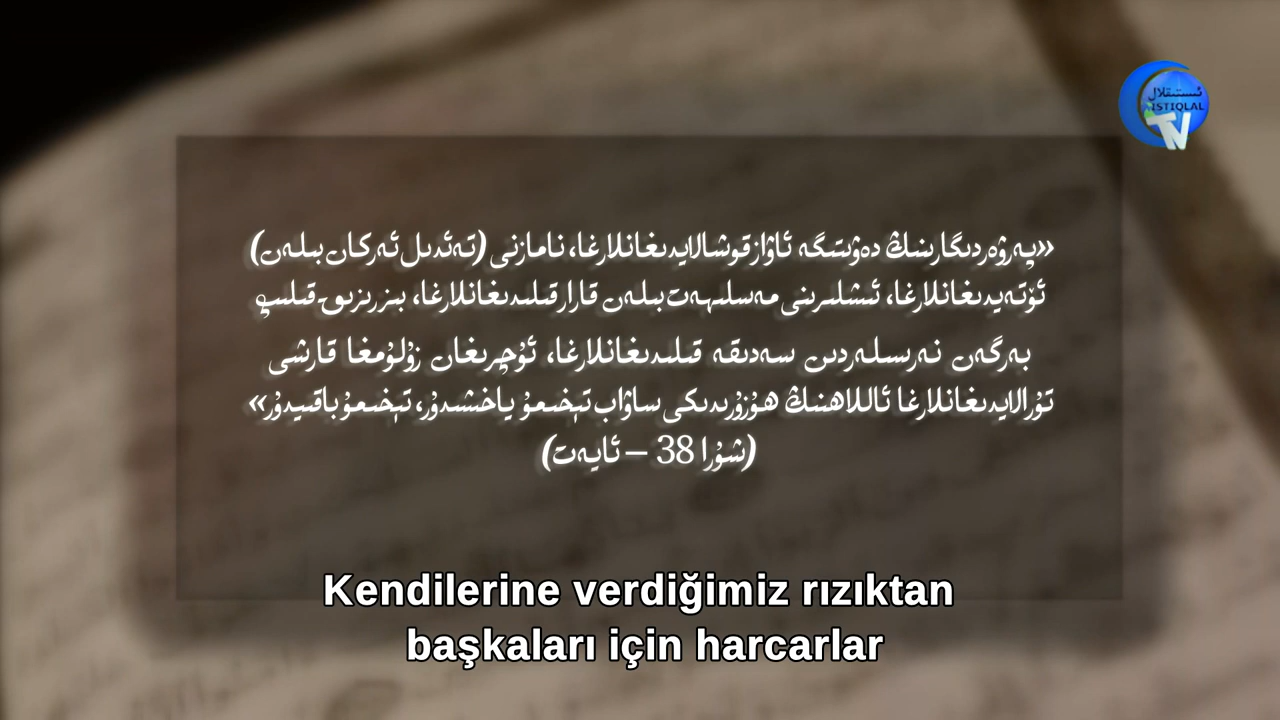 ئىستىقلال
ISTIQLAL
TV
«پەرۋەردىگارىنىڭ دەۋىتىگە ئاۋاز قوشالايدىغانلارغا، نامازنى (تەئدىل ئەركان بىلەن)
ئۆتەيدىغانلارغا، ئىشلىرىنى مەسلىھەت بىلەن قارار قىلىدىغانلارغا، بىز رىزىق قىلىپ
بەرگەن نەرسىلەردىن سەدىقە قىلىدىغانلارغا، ئۇچرىغان زۇلۇمغا قارشى
تۇرالايدىغانلارغا ئاللاھنىڭ ھۇزۇرىدىكى ساۋاب تېخىمۇ ياخشىدۇر، تېخىمۇ باقىيدۇر»
(شۇرا 38 – ئايەت)
Kendilerine verdiğimiz rızıktan
başkaları için harcarlar